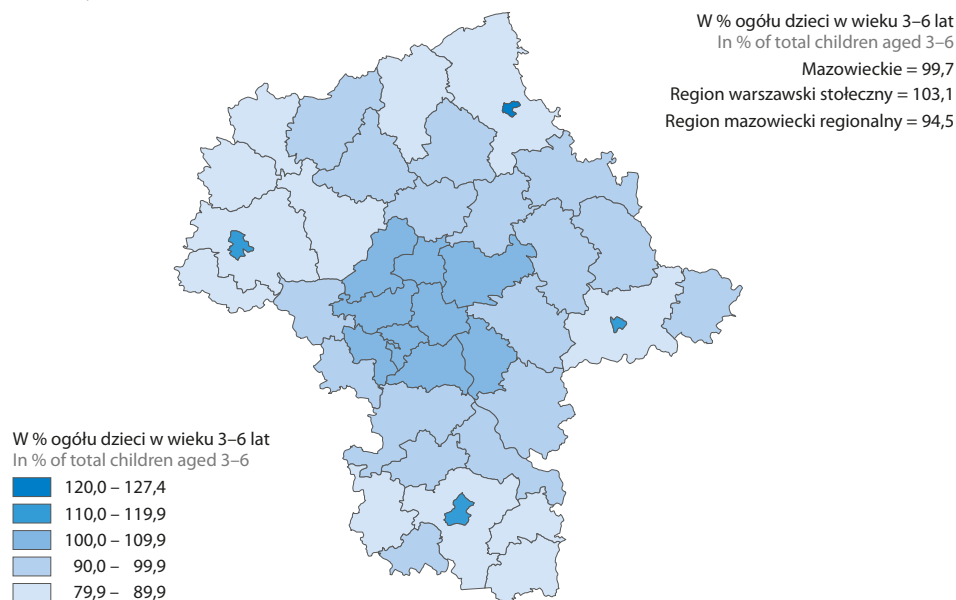 W % ogółu dzieci w wieku 3–6 lat
In % of total children aged 3–6
Mazowieckie = 99,7
Region warszawski stołeczny = 103,1
Region mazowiecki regionalny = 94,5
W % ogółu dzieci w wieku 3–6 lat
In % of total children aged 3–6
120,0 – 127,4
110,0 – 119,9
100,0 – 109,9
90,0 – 99,9
79,9 – 89,9